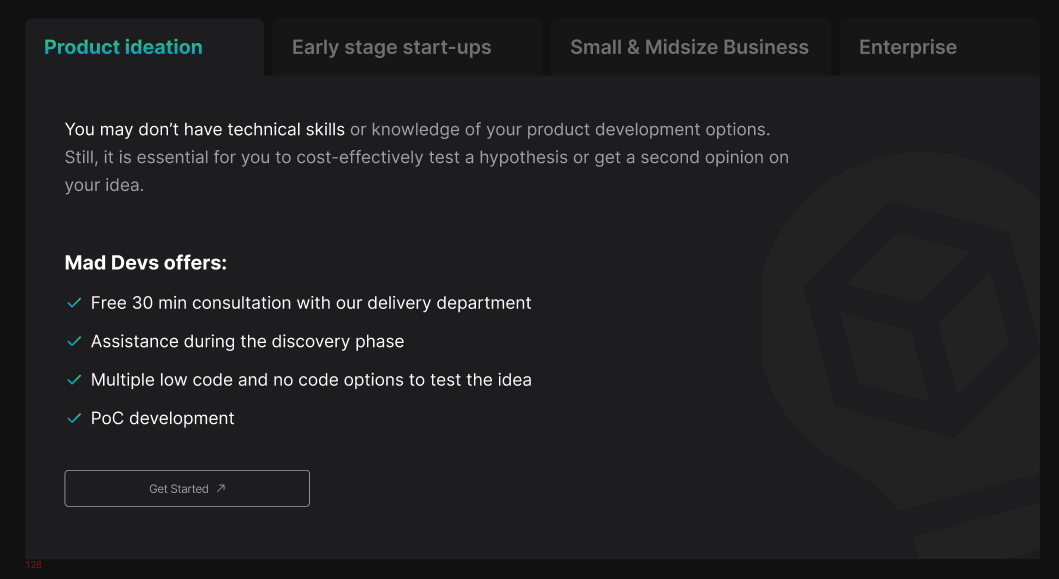 Product ideation
Early stage start-ups
Small & Midsize Business
Enterprise
You may don't have technical skills or knowledge of your product development options.
Still, it is essential for you to cost-effectively test a hypothesis or get a second opinion on
your idea.
Mad Devs offers:
Free 30 min consultation with our delivery department
Assistance during the discovery phase
Multiple low code and no code options to test the idea
PoC development
Get Started
128